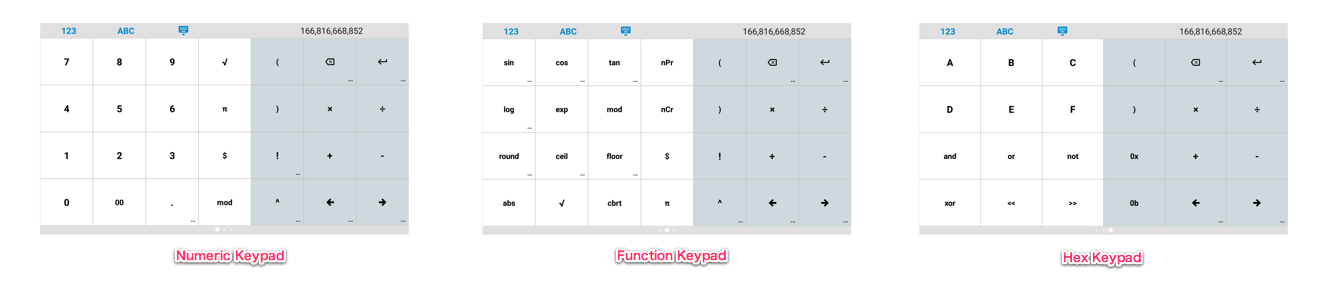 123 ABC 166,816,668,852
7 8 9 √ (
4 5 6 π ) × ÷
1 2 3 $ ! + -
0 00 . mod ^
Numeric Keypad
123 ABC 166,816,668,852
sin cos tan nPr (
log exp mod nCr ) × ÷
round ceil floor $ ! + -
abs √ cbrt π ^
Function Keypad
123 ABC 166,816,668,852
A B C (
D E F ) × ÷
and or not 0x + -
xor << >> 0b
Hex Keypad